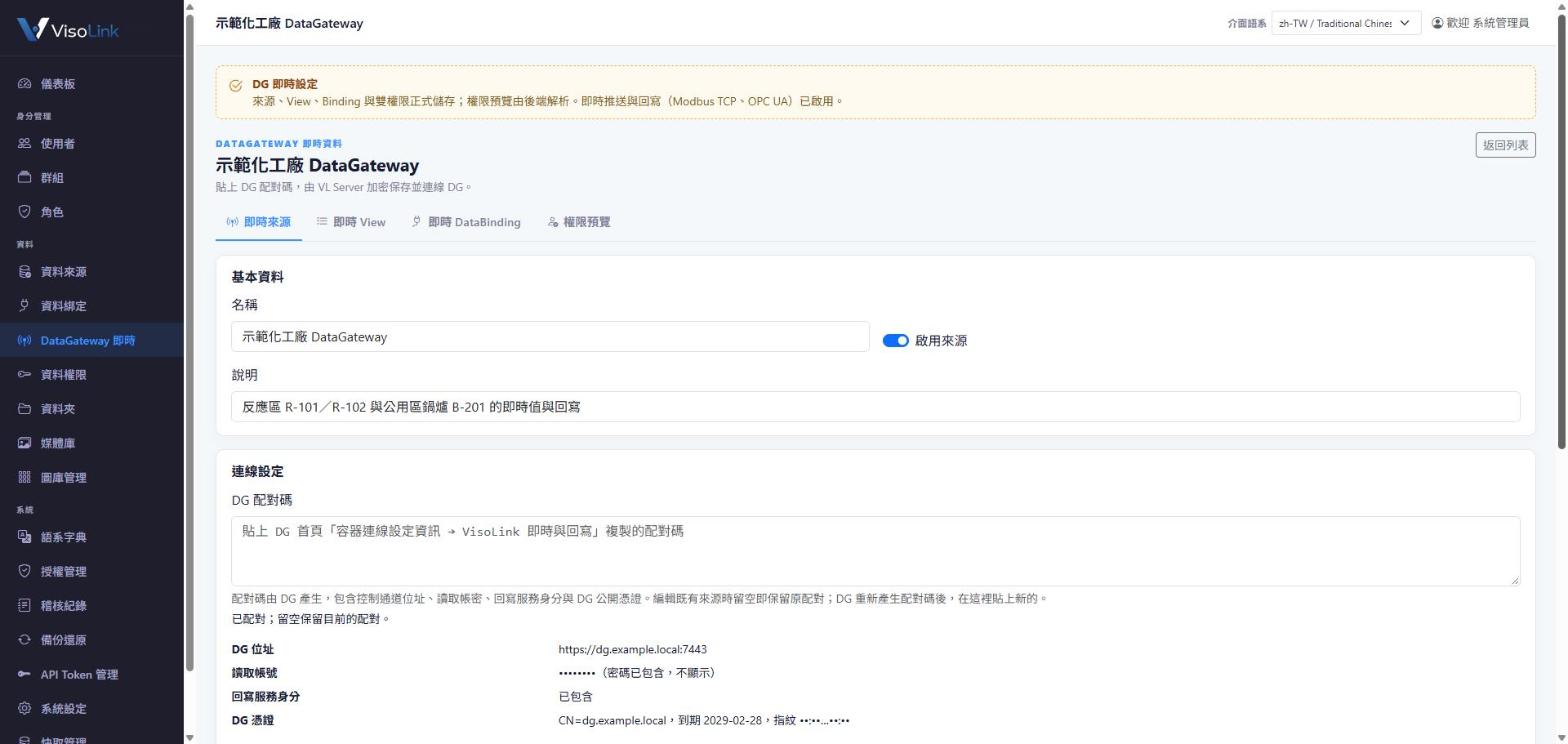 VisoLink
儀表板
身分管理
使用者
群組
角色
資料
資料來源
資料綁定
DataGateway 即時
資料權限
資料夾
媒體庫
圖庫管理
系統
語系字典
授權管理
稽核紀錄
備份還原
API Token 管理
系統設定
快取管理
示範化工廠 DataGateway
介面語系 zh-TW / Traditional Chines 歡迎 系統管理員
DG 即時設定
來源、View、Binding 與雙權限正式儲存；權限預覽由後端解析。即時推送與回寫（Modbus TCP、OPC UA）已啟用。
DATAGATEWAY 即時資料
示範化工廠 DataGateway
返回列表
貼上 DG 配對碼，由 VL Server 加密保存並連線 DG。
即時來源 即時 View 即時 DataBinding 權限預覽
基本資料
名稱
示範化工廠 DataGateway 啟用來源
說明
反應區 R-101／R-102 與公用區鍋爐 B-201 的即時值與回寫
連線設定
DG 配對碼
貼上 DG 首頁「容器連線設定資訊 → VisoLink 即時與回寫」複製的配對碼
配對碼由 DG 產生，包含控制通道位址、讀取帳密、回寫服務身分與 DG 公開憑證。編輯既有來源時留空即保留原配對；DG 重新產生配對碼後，在這裡貼上新的。
已配對；留空保留目前的配對。
DG 位址 https://dg.example.local:7443
讀取帳號 ••••••••（密碼已包含，不顯示）
回寫服務身分 已包含
DG 憑證 CN=dg.example.local，到期 2029-02-28，指紋 ••:••…••:••